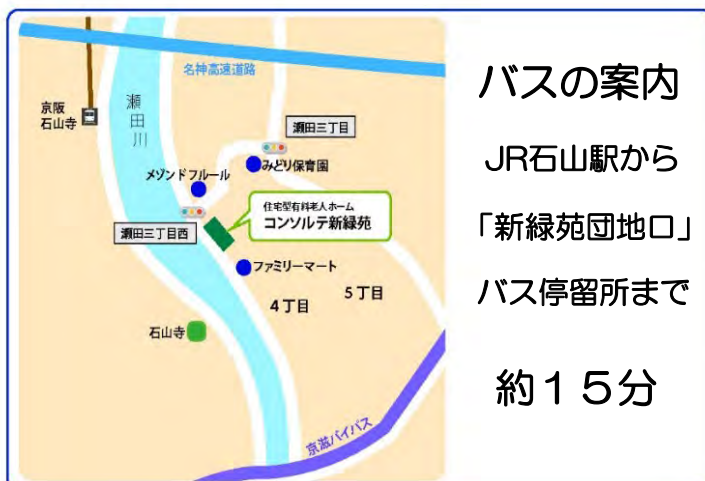 名神高速道路
京阪
石山寺
瀬田川
瀬田三丁目
みどり保育園
メゾンドフルール
住宅型有料老人ホーム
コンソルテ新緑苑
瀬田三丁目西
ファミリーマート
4丁目
5丁目
石山寺
京滋バイパス
バスの案内
JR石山駅から
「新緑苑団地口」
バス停留所まで
約15分